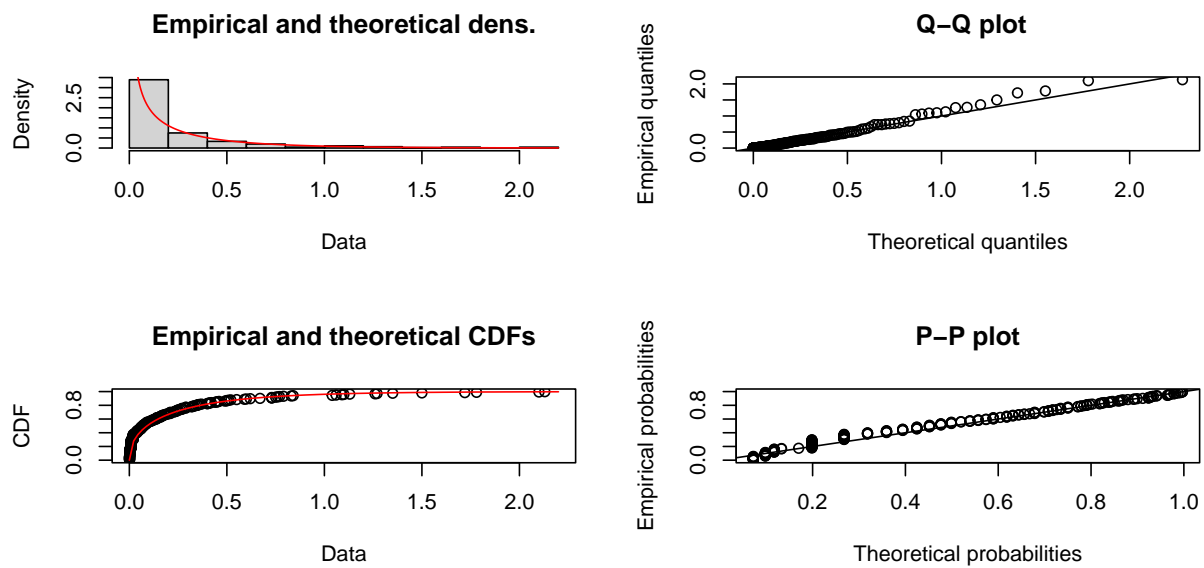 Empirical and theoretical dens.
Density
0.0 2.5
0.0 0.5 1.0 1.5 2.0
Data
Q−Q plot
Empirical quantiles
0.0 2.0
0.0 0.5 1.0 1.5 2.0
Theoretical quantiles
Empirical and theoretical CDFs
CDF
0.0 0.8
0.0 0.5 1.0 1.5 2.0
Data
P−P plot
Empirical probabilities
0.0 0.8
0.2 0.4 0.6 0.8 1.0
Theoretical probabilities